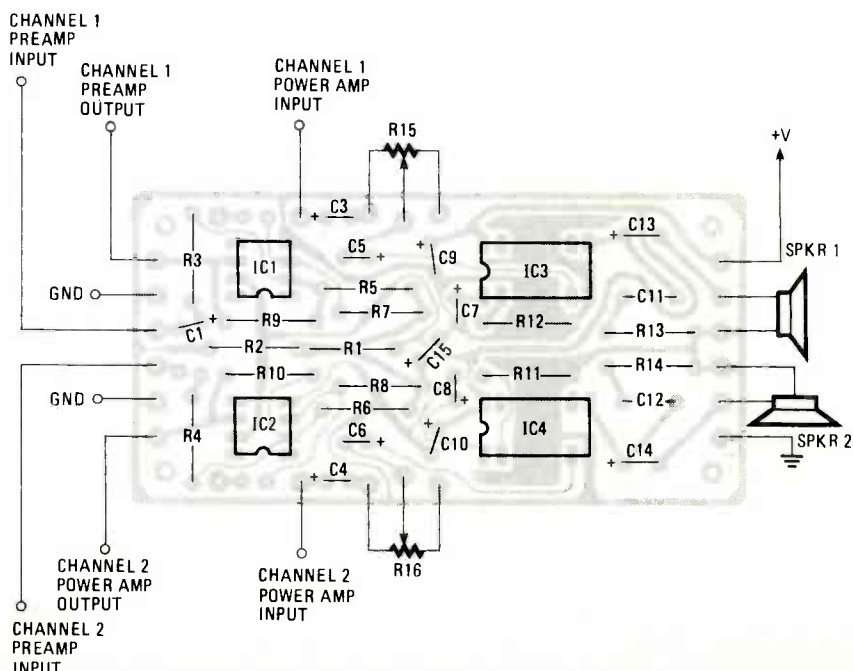 CHANNEL 1
PREAMP
INPUT
CHANNEL 1
PREAMP
OUTPUT
CHANNEL 1
POWER AMP
INPUT
R15
+V
+
C3
C13
+
SPKR 1
R3
IC1
C5
+
+
C9
IC3
GND
R5
+
C11
C1
+
R9
R7
C7
R12
R13
R2
R1
+
C15
R14
R10
R8
C8
+
R11
GND
R6
C12
R4
IC2
C6
+
+
C10
IC4
SPKR 2
+
C4
+
C14
CHANNEL 2
POWER AMP
OUTPUT
CHANNEL 2
POWER AMP
INPUT
R16
CHANNEL 2
PREAMP
INPUT